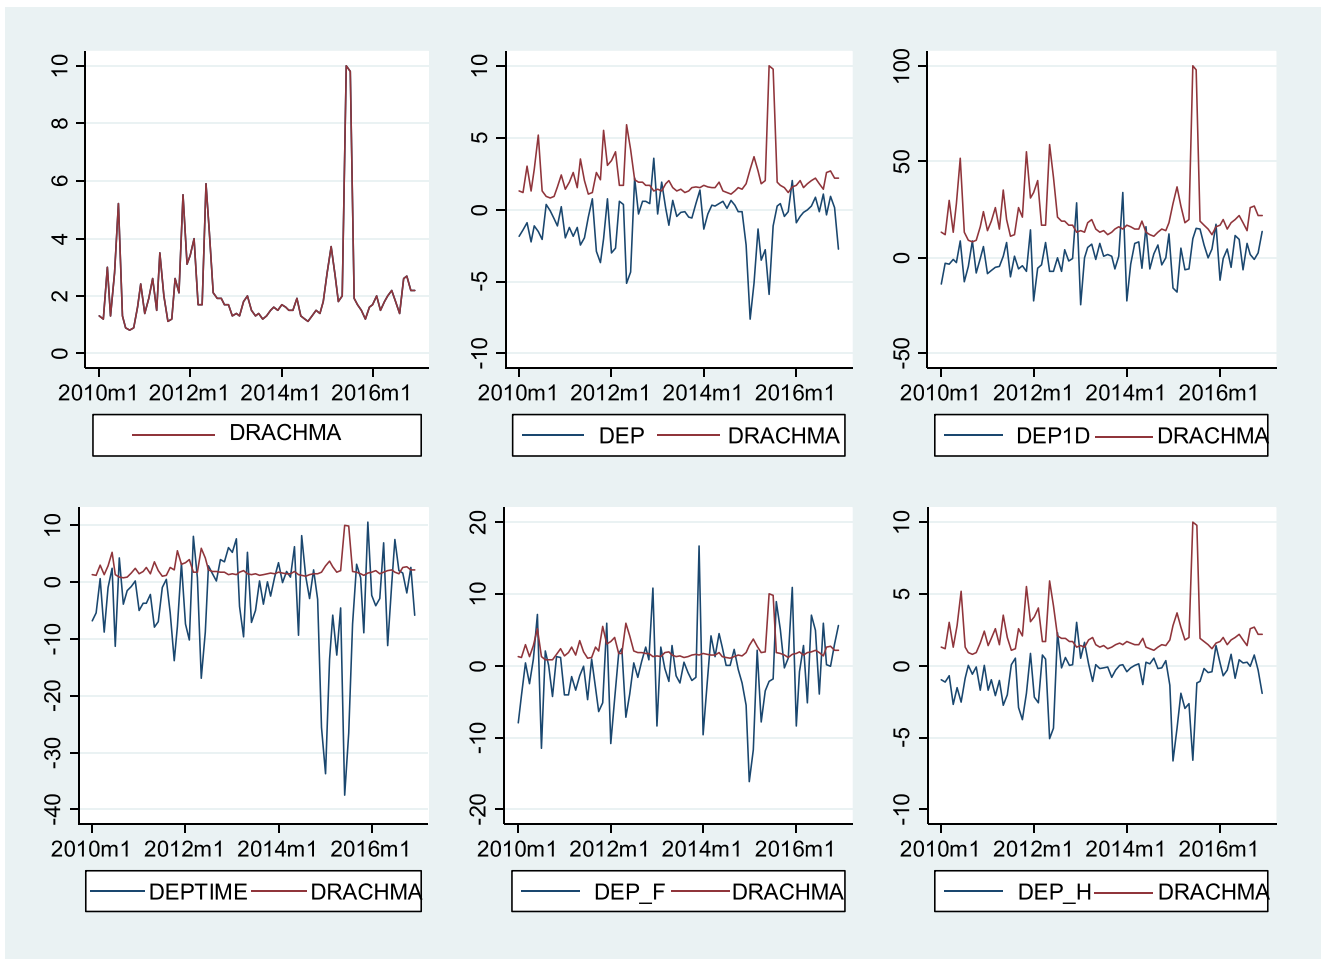 10
8
6
4
2
0
2010m1 2012m1 2014m1 2016m1
DRACHMA
10
5
0
-5
-10
2010m1 2012m1 2014m1 2016m1
DEP DRACHMA
100
50
0
-50
2010m1 2012m1 2014m1 2016m1
DEP1D DRACHMA
10
0
-10
-20
-30
-40
2010m1 2012m1 2014m1 2016m1
DEPTIME DRACHMA
20
10
0
-10
-20
2010m1 2012m1 2014m1 2016m1
DEP_F DRACHMA
10
5
0
-5
-10
2010m1 2012m1 2014m1 2016m1
DEP_H DRACHMA